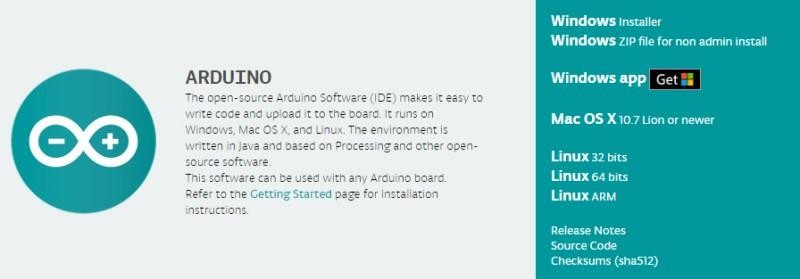 ARDUINO
The open-source Arduino Software (IDE) makes it easy to
write code and upload it to the board. It runs on
Windows, Mac OS X, and Linux. The environment is
written in Java and based on Processing and other open-
source software.
This software can be used with any Arduino board.
Refer to the Getting Started page for Installation
instructions.
Windows Installer
Windows ZIP file for non admin install
Windows app Get
Mac OS X 10.7 Lion or newer
Linux 32 bits
Linux 64 bits
Linux ARM
Release Notes
Source Code
Checksums (sha512)